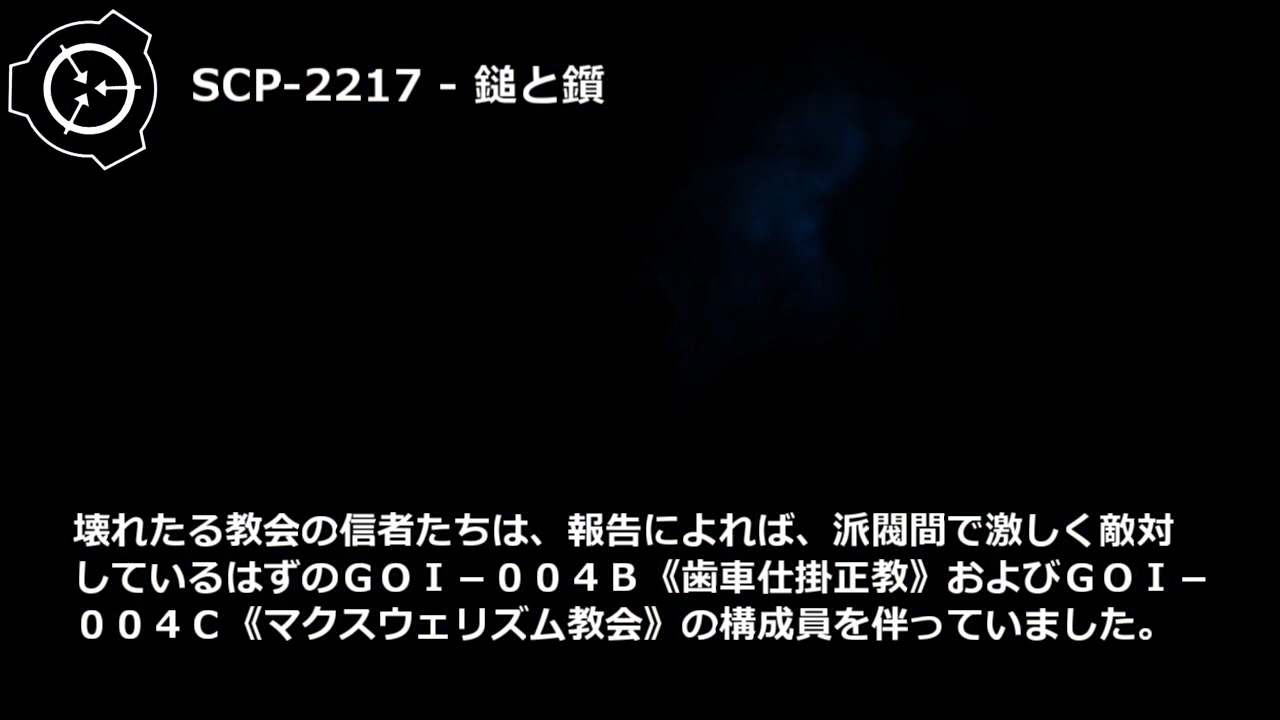 SCP-2217 - 鎚と鑕
壊れたる教会の信者たちは、報告によれば、派閥間で激しく敵対
しているはずのＧＯＩ－００４Ｂ《歯車仕掛正教》およびＧＯＩ－
００４Ｃ《マクスウェリズム教会》の構成員を伴っていました。